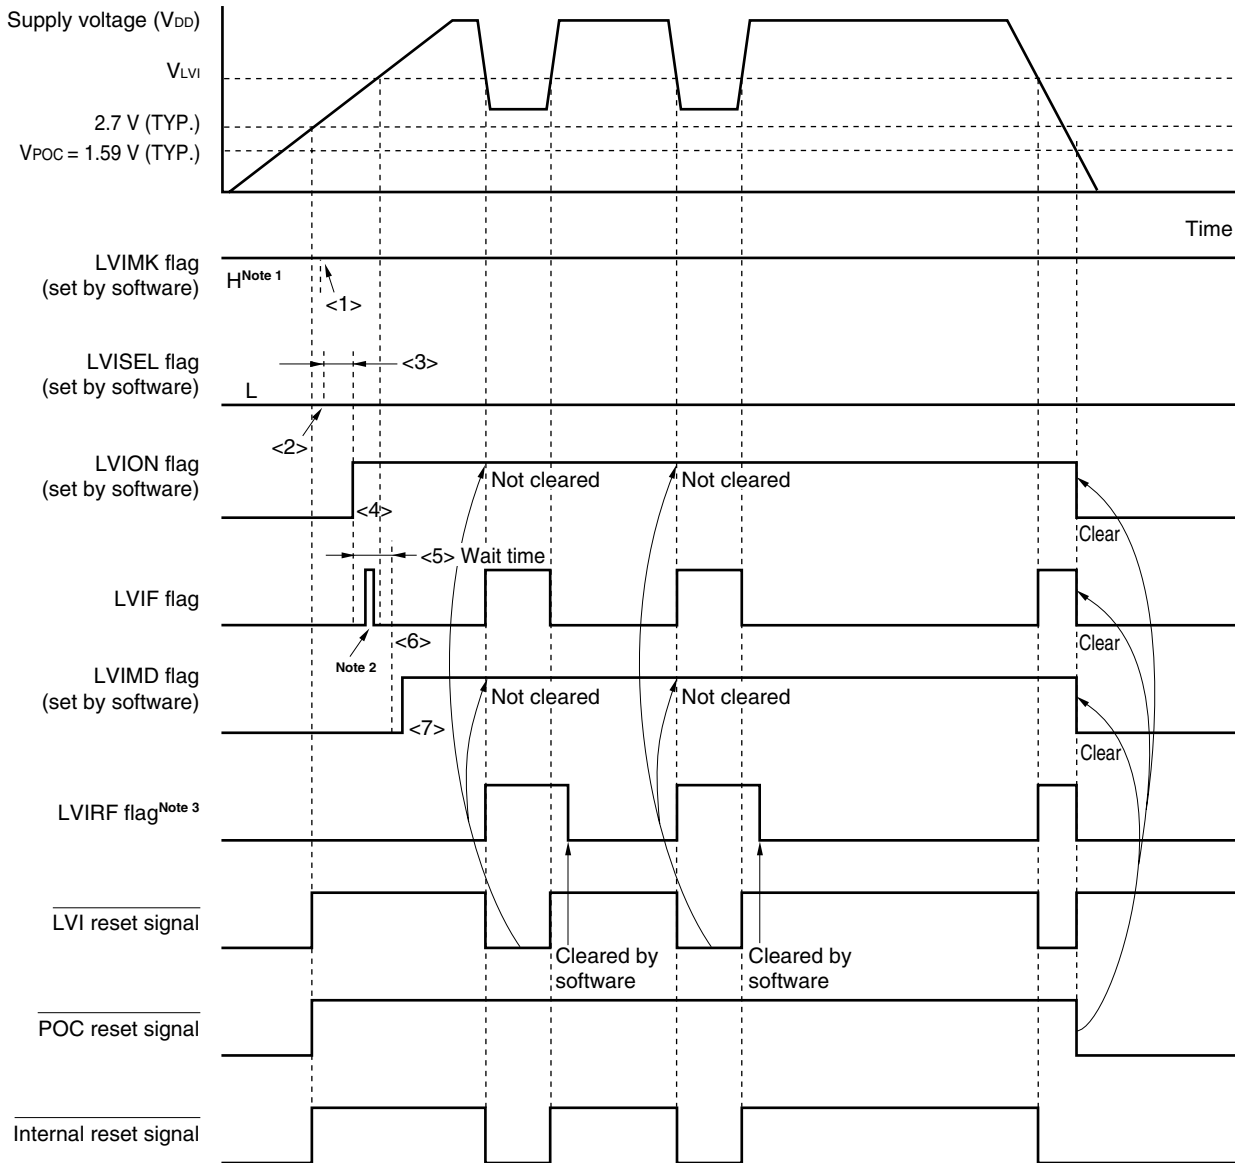 Supply voltage (VDD)
VLVI
2.7 V (TYP.)
VPOC = 1.59 V (TYP.)
Time
LVIMK flag
(set by software)
H Note 1
<1>
LVISEL flag
(set by software)
<3>
L
<2>
LVION flag
(set by software)
Not cleared
Not cleared
<4>
Clear
<5> Wait time
LVIF flag
<6>
Note 2
Clear
LVIMD flag
(set by software)
Not cleared
Not cleared
<7>
Clear
LVIRF flag Note 3
LVI reset signal
Cleared by
software
Cleared by
software
POC reset signal
Internal reset signal